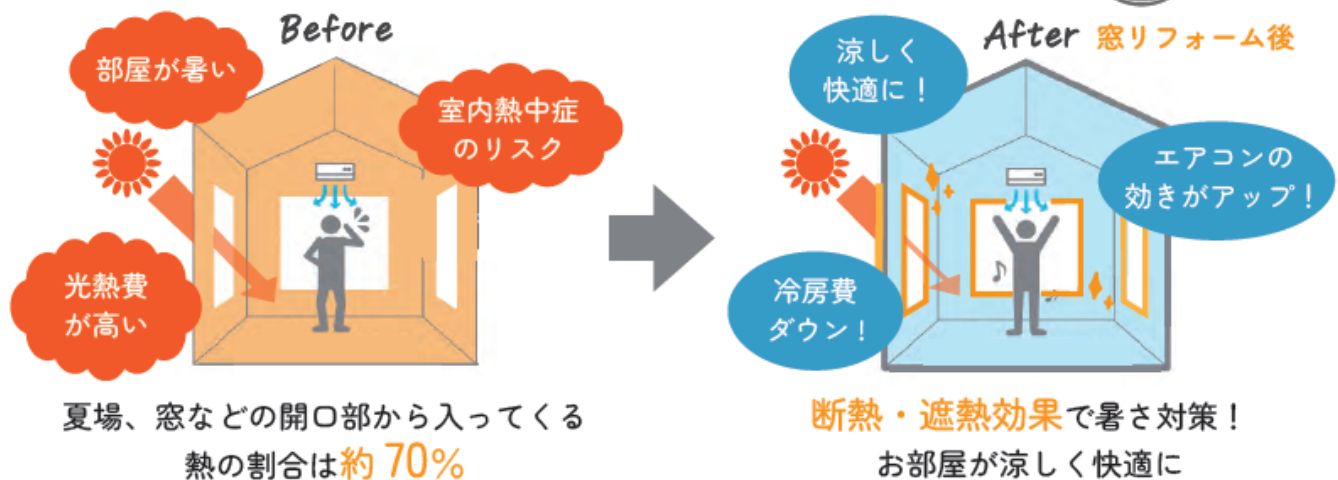 Before
部屋が暑い
室内熱中症
のリスク
光熱費
が高い
夏場、窓などの開口部から入ってくる
熱の割合は約70%
After 窓リフォーム後
涼しく
快適に！
エアコンの
効きがアップ！
冷房費
ダウン！
断熱・遮熱効果で暑さ対策！
お部屋が涼しく快適に